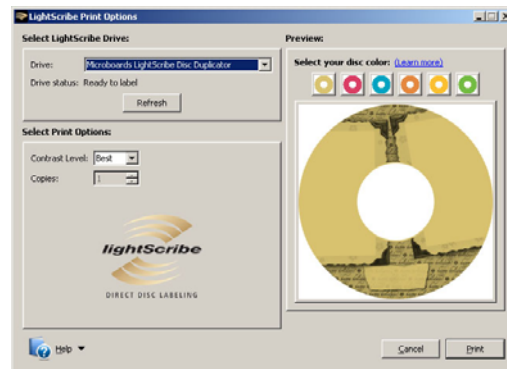 LightScribe Print Options
Select LightScribe Drive:
Drive: Microboards LightScribe Disc Duplicator
Drive status: Ready to label
Refresh
Select Print Options:
Contrast Level: Best
Copies: 1
lightScribe
DIRECT DISC LABELING
Preview:
Select your disc color: (Learn more)
Help
Cancel
Print